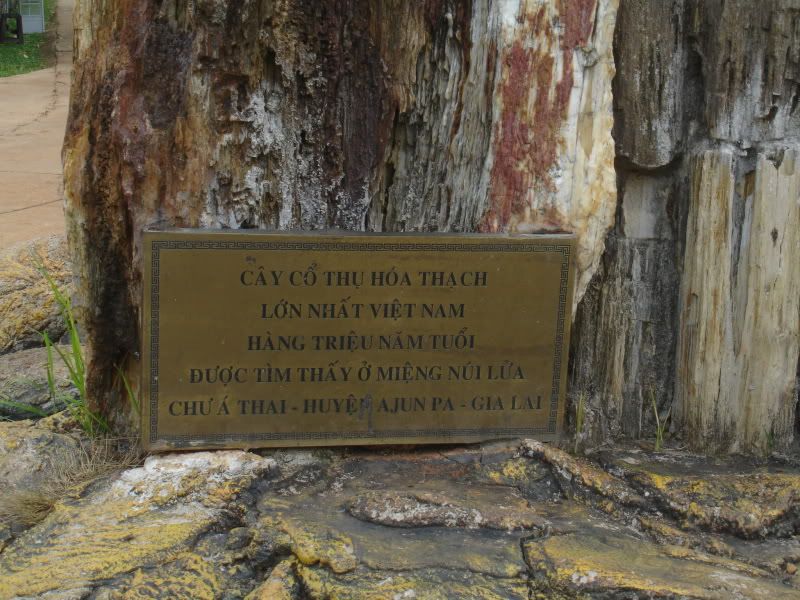 CÂY CỔ THỤ HÓA THẠCH
LỚN NHẤT VIỆT NAM
HÀNG TRIỆU NĂM TUỔI
ĐƯỢC TÌM THẤY Ở MIỆNG NÚI LỬA
CHƯ Á THAI - HUYỆN AJUN PA - GIA LAI